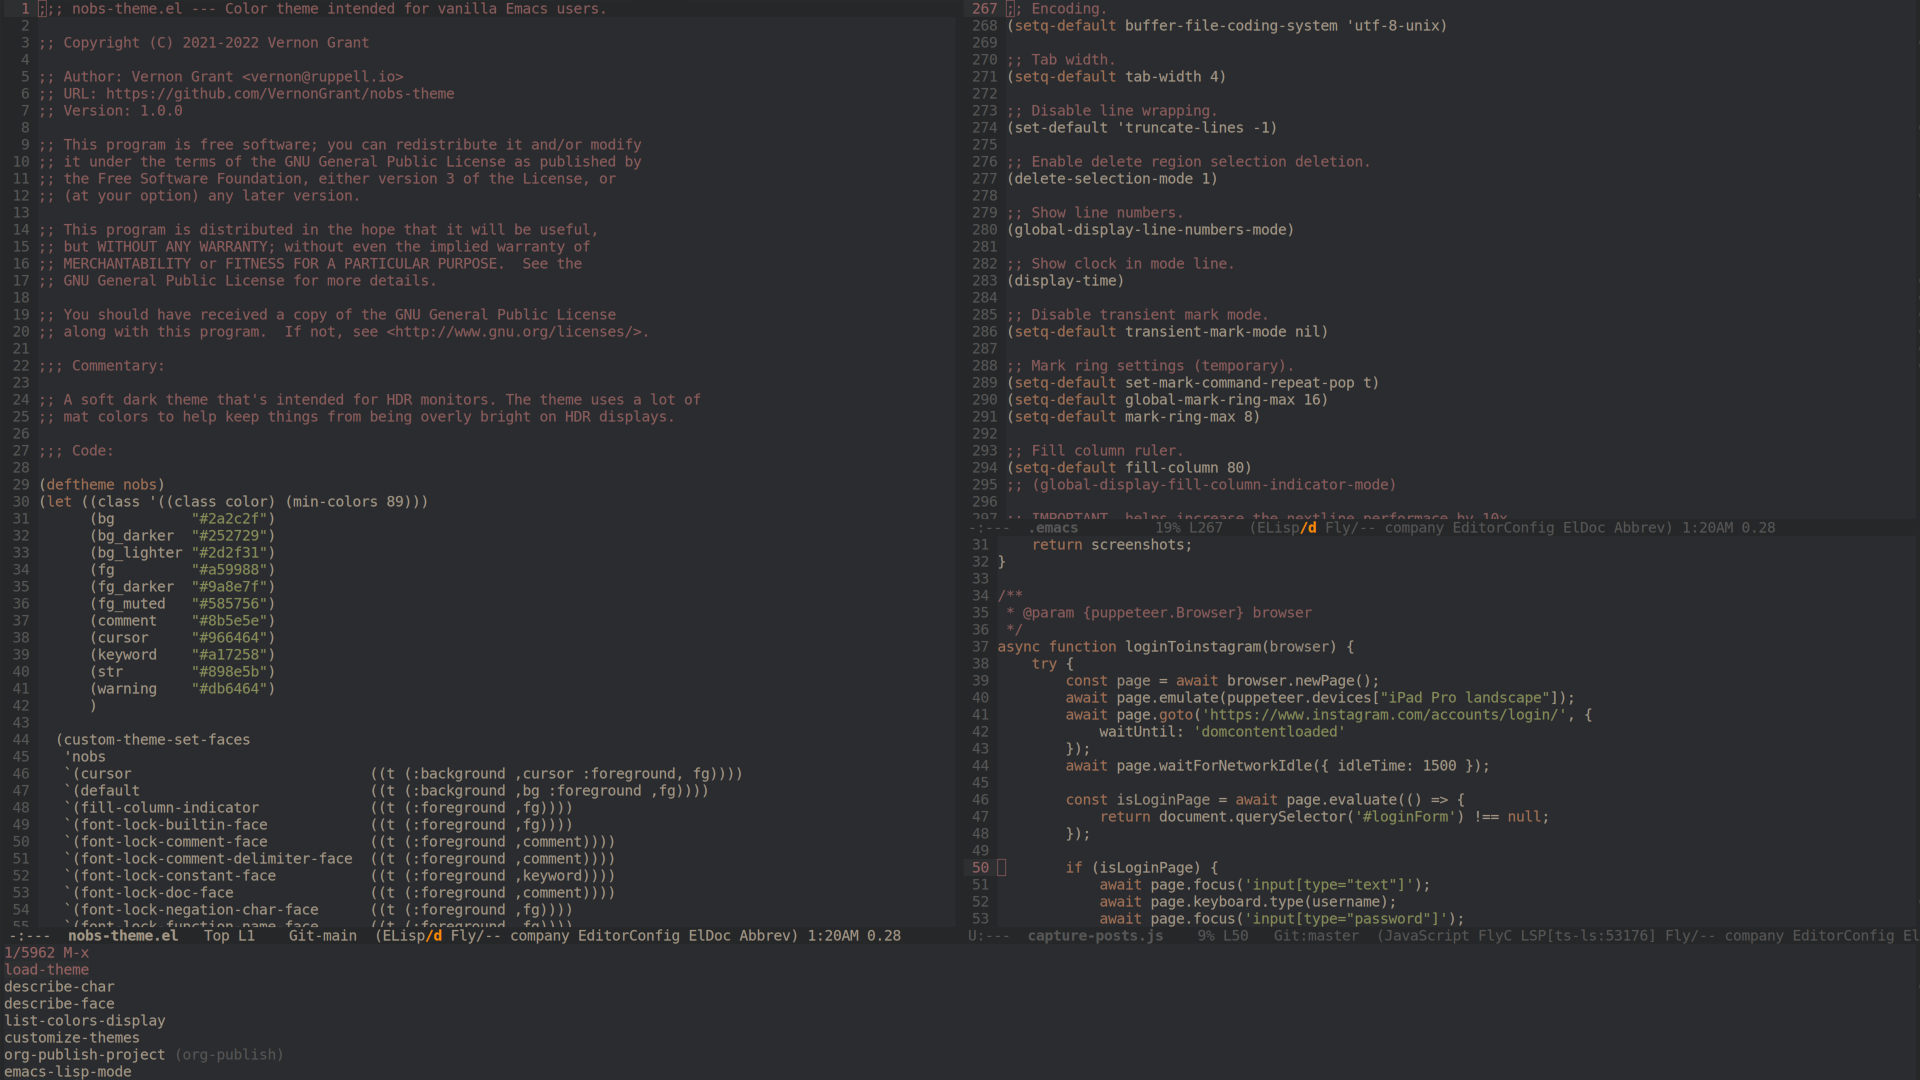 1 ;;; nobs-theme.el --- Color theme intended for vanilla Emacs users.
2
3 ;; Copyright (C) 2021-2022 Vernon Grant
4
5 ;; Author: Vernon Grant <vernon@ruppell.io>
6 ;; URL: https://github.com/VernonGrant/nobs-theme
7 ;; Version: 1.0.0
8
9 ;; This program is free software; you can redistribute it and/or modify
10 ;; it under the terms of the GNU General Public License as published by
11 ;; the Free Software Foundation, either version 3 of the License, or
12 ;; (at your option) any later version.
13
14 ;; This program is distributed in the hope that it will be useful,
15 ;; but WITHOUT ANY WARRANTY; without even the implied warranty of
16 ;; MERCHANTABILITY or FITNESS FOR A PARTICULAR PURPOSE.  See the
17 ;; GNU General Public License for more details.
18
19 ;; You should have received a copy of the GNU General Public License
20 ;; along with this program.  If not, see <http://www.gnu.org/licenses/>.
21
22 ;;; Commentary:
23
24 ;; A soft dark theme that's intended for HDR monitors. The theme uses a lot of
25 ;; mat colors to help keep things from being overly bright on HDR displays.
26
27 ;;; Code:
28
29 (deftheme nobs)
30 (let ((class '((class color) (min-colors 89)))
31       (bg         "#2a2c2f")
32       (bg_darker  "#252729")
33       (bg_lighter "#2d2f31")
34       (fg         "#a59988")
35       (fg_darker  "#9a8e7f")
36       (fg_muted   "#585756")
37       (comment    "#8b5e5e")
38       (cursor     "#966464")
39       (keyword    "#a17258")
40       (str        "#898e5b")
41       (warning    "#db6464")
42       )
43
44   (custom-theme-set-faces
45    'nobs
46    `(cursor                            ((t (:background ,cursor :foreground, fg))))
47    `(default                           ((t (:background ,bg :foreground ,fg))))
48    `(fill-column-indicator             ((t (:foreground ,fg))))
49    `(font-lock-builtin-face            ((t (:foreground ,fg))))
50    `(font-lock-comment-face            ((t (:foreground ,comment))))
51    `(font-lock-comment-delimiter-face  ((t (:foreground ,comment))))
52    `(font-lock-constant-face           ((t (:foreground ,keyword))))
53    `(font-lock-doc-face                ((t (:foreground ,comment))))
54    `(font-lock-negation-char-face      ((t (:foreground ,fg))))
55    `(font-lock-function-name-face      ((t (:foreground ,fg))))
-:---  nobs-theme.el   Top L1    Git-main  (ELisp/d Fly/-- company EditorConfig ElDoc Abbrev) 1:20AM 0.28
267 ;; Encoding.
268 (setq-default buffer-file-coding-system 'utf-8-unix)
269
270 ;; Tab width.
271 (setq-default tab-width 4)
272
273 ;; Disable line wrapping.
274 (set-default 'truncate-lines -1)
275
276 ;; Enable delete region selection deletion.
277 (delete-selection-mode 1)
278
279 ;; Show line numbers.
280 (global-display-line-numbers-mode)
281
282 ;; Show clock in mode line.
283 (display-time)
284
285 ;; Disable transient mark mode.
286 (setq-default transient-mark-mode nil)
287
288 ;; Mark ring settings (temporary).
289 (setq-default set-mark-command-repeat-pop t)
290 (setq-default global-mark-ring-max 16)
291 (setq-default mark-ring-max 8)
292
293 ;; Fill column ruler.
294 (setq-default fill-column 80)
295 ;; (global-display-fill-column-indicator-mode)
296
297 ;; IMPORTANT, helps increase the nextline performace by 10x
-:---  .emacs         19% L267   (ELisp/d Fly/-- company EditorConfig ElDoc Abbrev) 1:20AM 0.28
31     return screenshots;
32 }
33
34 /**
35  * @param {puppeteer.Browser} browser
36  */
37 async function loginToinstagram(browser) {
38     try {
39         const page = await browser.newPage();
40         await page.emulate(puppeteer.devices["iPad Pro landscape"]);
41         await page.goto('https://www.instagram.com/accounts/login/', {
42             waitUntil: 'domcontentloaded'
43         });
44         await page.waitForNetworkIdle({ idleTime: 1500 });
45
46         const isLoginPage = await page.evaluate(() => {
47             return document.querySelector('#loginForm') !== null;
48         });
49
50         if (isLoginPage) {
51             await page.focus('input[type="text"]');
52             await page.keyboard.type(username);
53             await page.focus('input[type="password"]');
U:---  capture-posts.js    9% L50   Git:master  (JavaScript FlyC LSP[ts-ls:53176] Fly/-- company EditorConfig El
1/5962 M-x
load-theme
describe-char
describe-face
list-colors-display
customize-themes
org-publish-project (org-publish)
emacs-lisp-mode